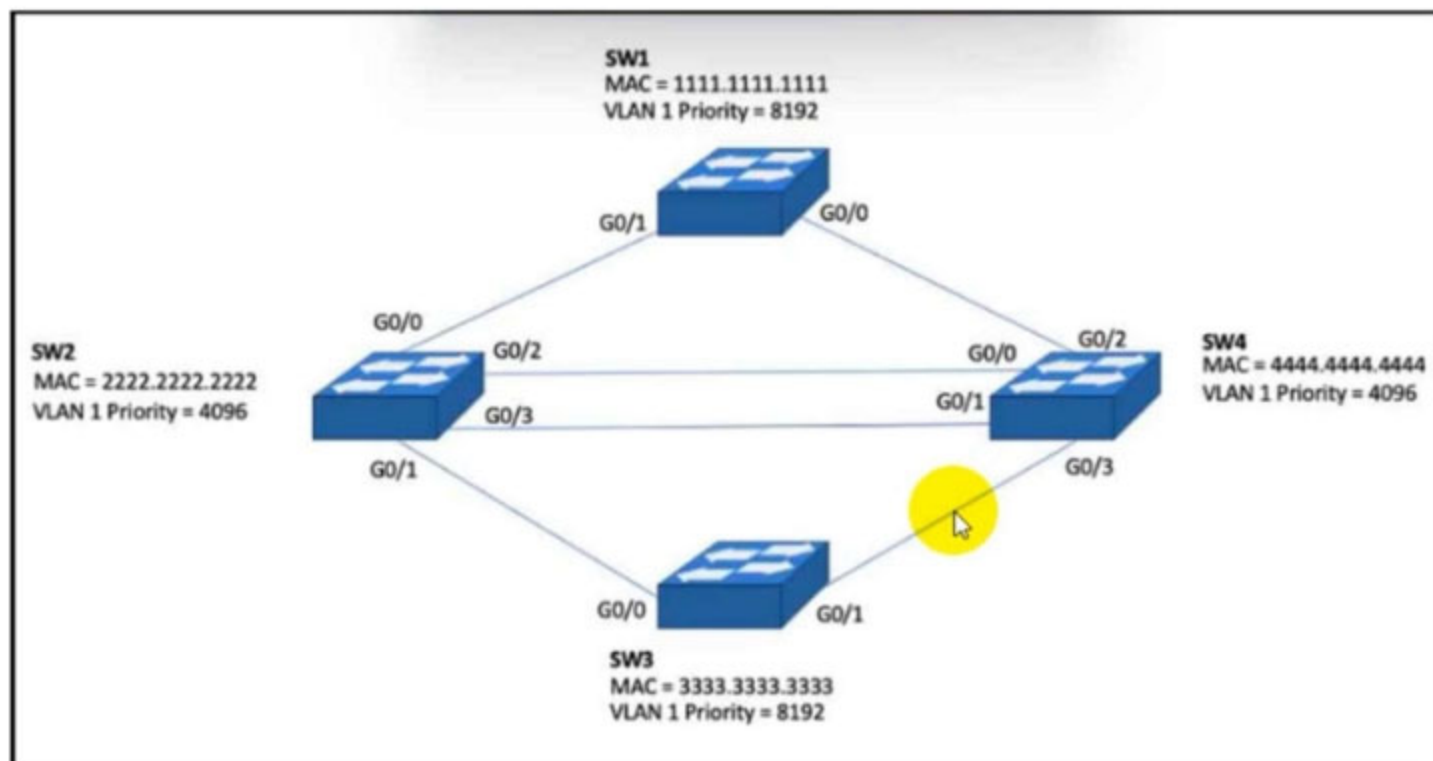 SW1
MAC = 1111.1111.1111
VLAN 1 Priority = 8192
G0/1
G0/0
G0/0
G0/2
G0/0
G0/2
SW2
MAC = 2222.2222.2222
VLAN 1 Priority = 4096
SW4
MAC = 4444.4444.4444
VLAN 1 Priority = 4096
G0/3
G0/1
G0/1
G0/3
G0/0
G0/1
SW3
MAC = 3333.3333.3333
VLAN 1 Priority = 8192